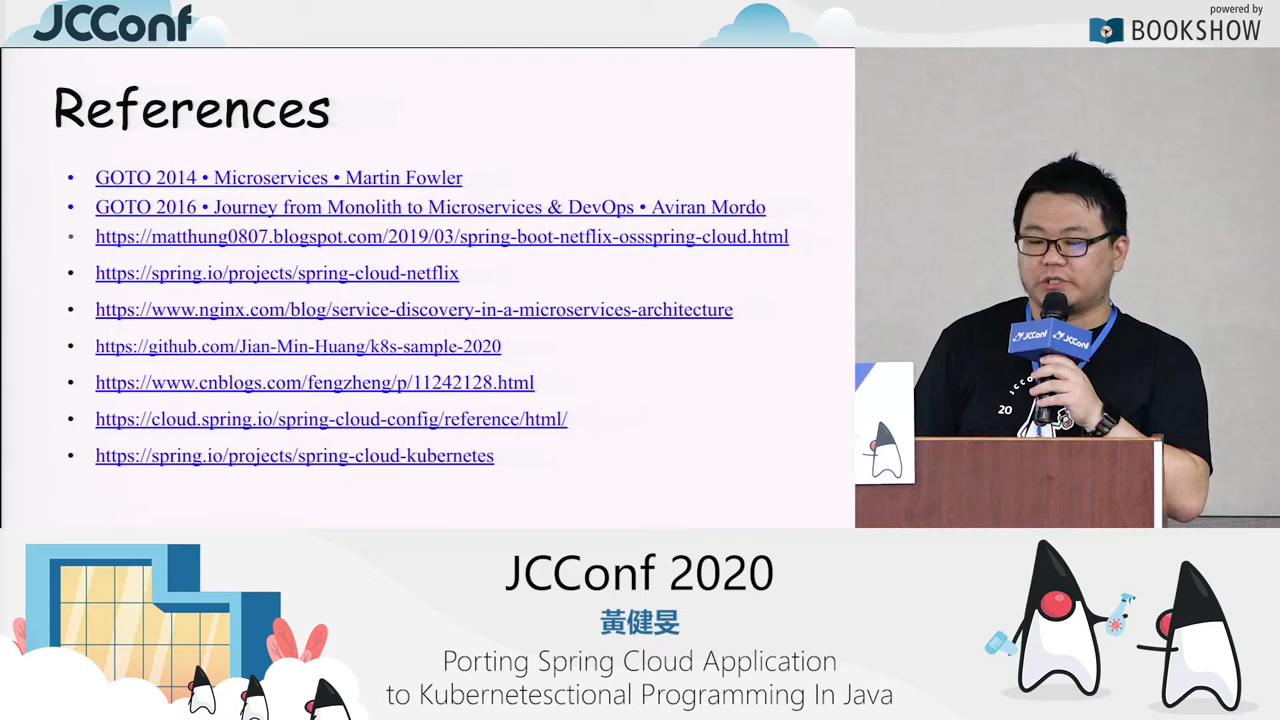 JCConf
powered by
BOOKSHOW
References
• GOTO 2014 • Microservices • Martin Fowler
• GOTO 2016 • Journey from Monolith to Microservices & DevOps • Aviran Mordo
• https://matthung0807.blogspot.com/2019/03/spring-boot-netflix-ossspring-cloud.html
• https://spring.io/projects/spring-cloud-netflix
• https://www.nginx.com/blog/service-discovery-in-a-microservices-architecture
• https://github.com/Jian-Min-Huang/k8s-sample-2020
• https://www.cnblogs.com/fengzheng/p/11242128.html
• https://cloud.spring.io/spring-cloud-config/reference/html/
• https://spring.io/projects/spring-cloud-kubernetes
JCConf JCConf
JCCO
20
JCConf 2020
黃健旻
Porting Spring Cloud Application
to Kubernetesctional Programming In Java